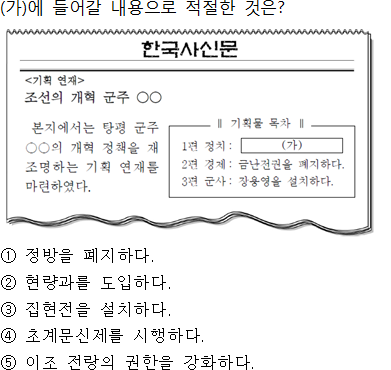 (가)에 들어갈 내용으로 적절한 것은?
한국사신문
<기획 연재>
조선의 개혁 군주 ○○
본지에서는 탕평 군주
○○의 개혁 정책을 재
조명하는 기획 연재를
마련하였다.
∥ 기획물 목차 ∥
1편 정치 : (가)
2편 경제 : 금난전권을 폐지하다.
3편 군사 : 장용영을 설치하다.
① 정방을 폐지하다.
② 현량과를 도입하다.
③ 집현전을 설치하다.
④ 초계문신제를 시행하다.
⑤ 이조 전랑의 권한을 강화하다.